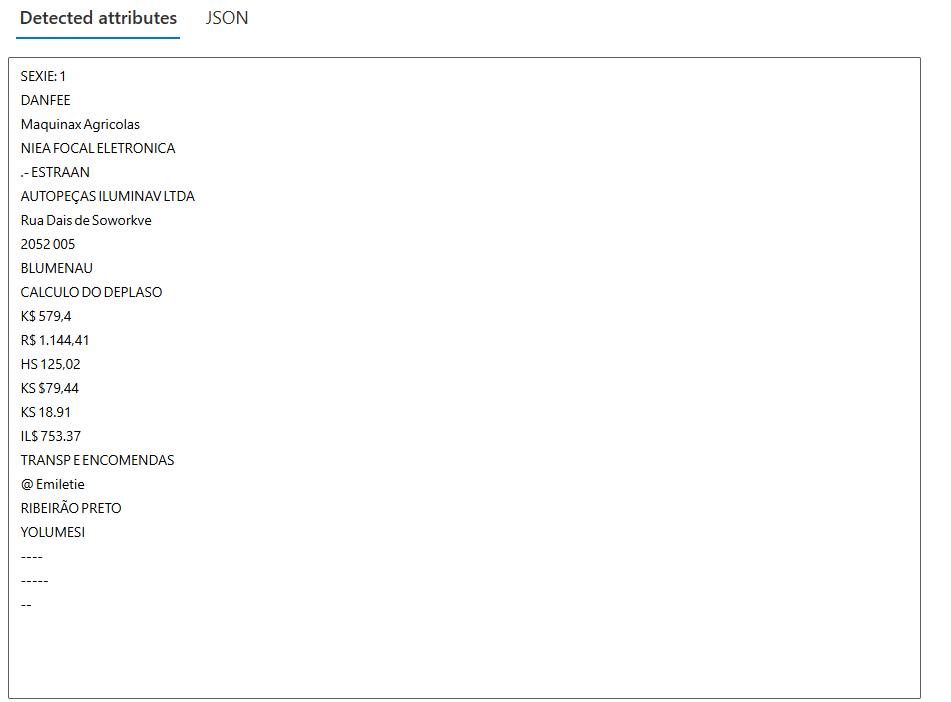 Detected attributes JSON
SEXIE: 1
DANFEE
Maquinax Agricolas
NIEA FOCAL ELETRONICA
.- ESTRAAN
AUTOPEÇAS ILUMINAV LTDA
Rua Dais de Soworkve
2052 005
BLUMENAU
CALCULO DO DEPLASO
K$ 579,4
R$ 1.144,41
HS 125,02
KS $79,44
KS 18.91
IL$ 753.37
TRANSP E ENCOMENDAS
@ Emiletie
RIBEIRÃO PRETO
YOLUMESI
----
-----
--